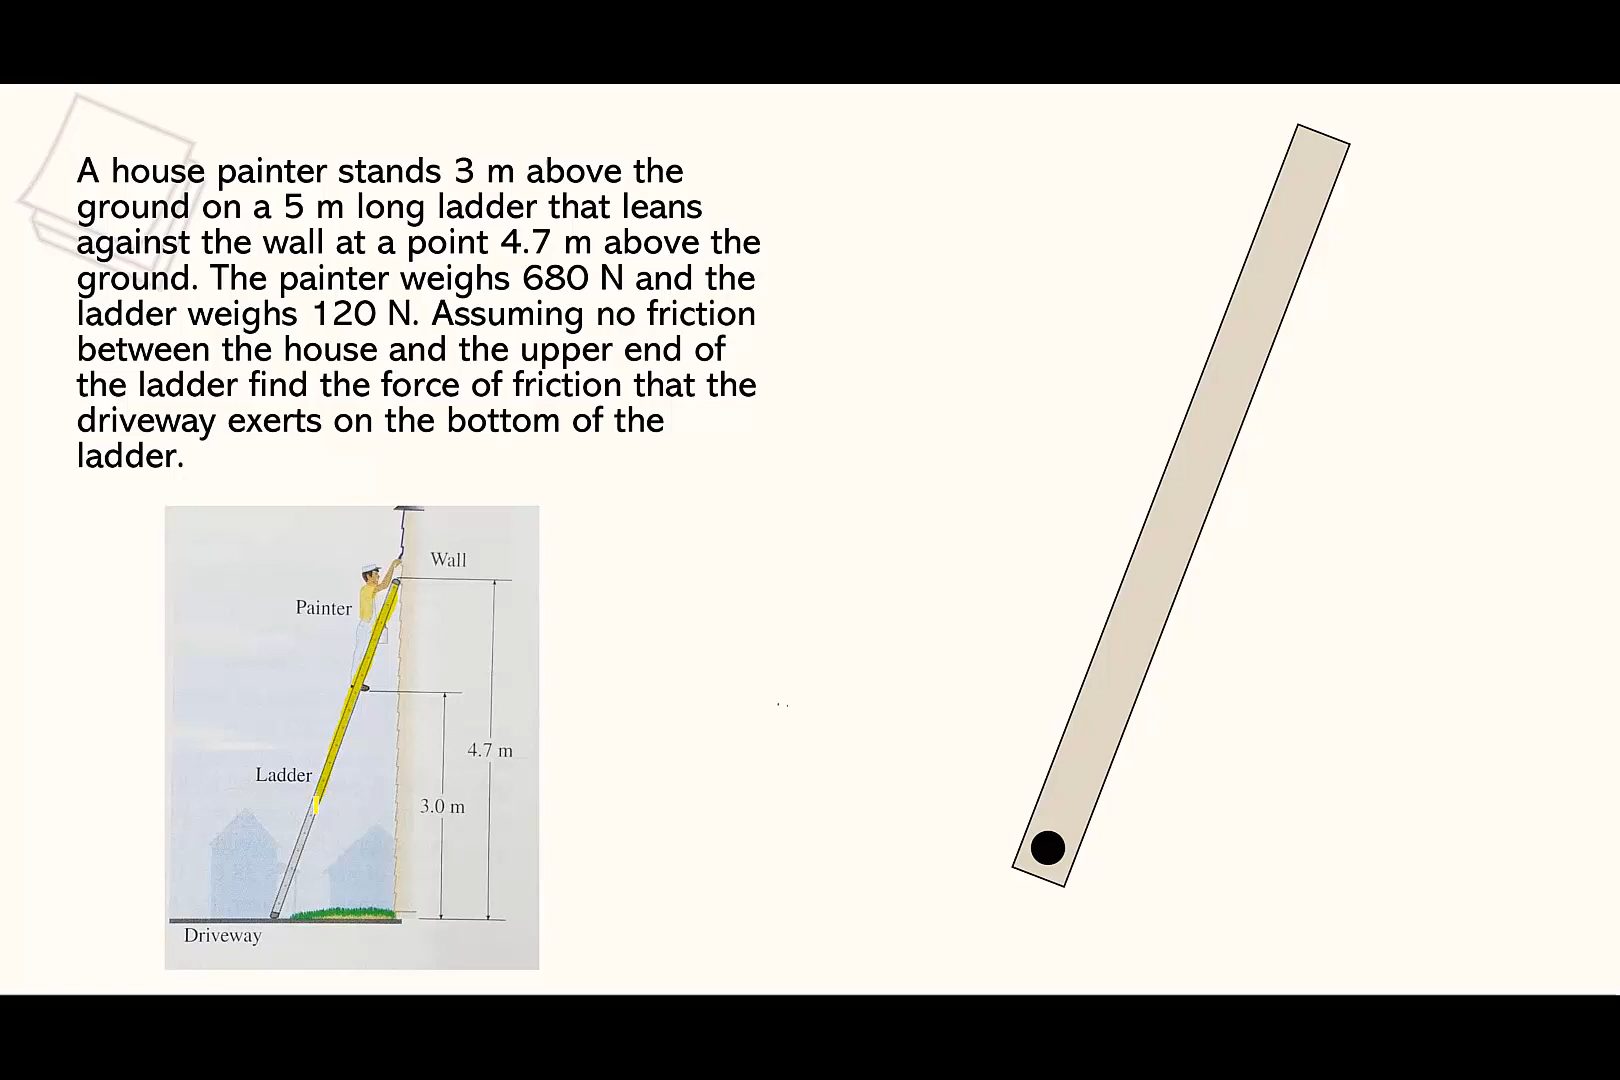 A house painter stands 3 m above the
ground on a 5 m long ladder that leans
against the wall at a point 4.7 m above the
ground. The painter weighs 680 N and the
ladder weighs 120 N. Assuming no friction
between the house and the upper end of
the ladder find the force of friction that the
driveway exerts on the bottom of the
ladder.
Wall
Painter
4.7 m
Ladder
3.0 m
Driveway